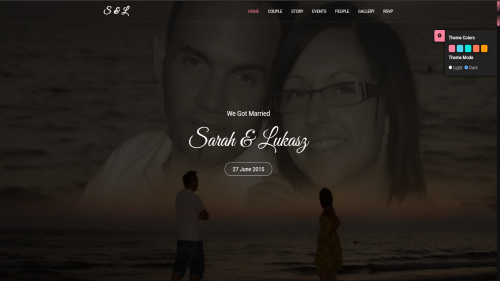 S & L
HOME COUPLE STORY EVENTS PEOPLE GALLERY RSVP
Theme Colors
Theme Mode
Light Dark
We Got Married
Sarah & Lukasz
27 June 2015